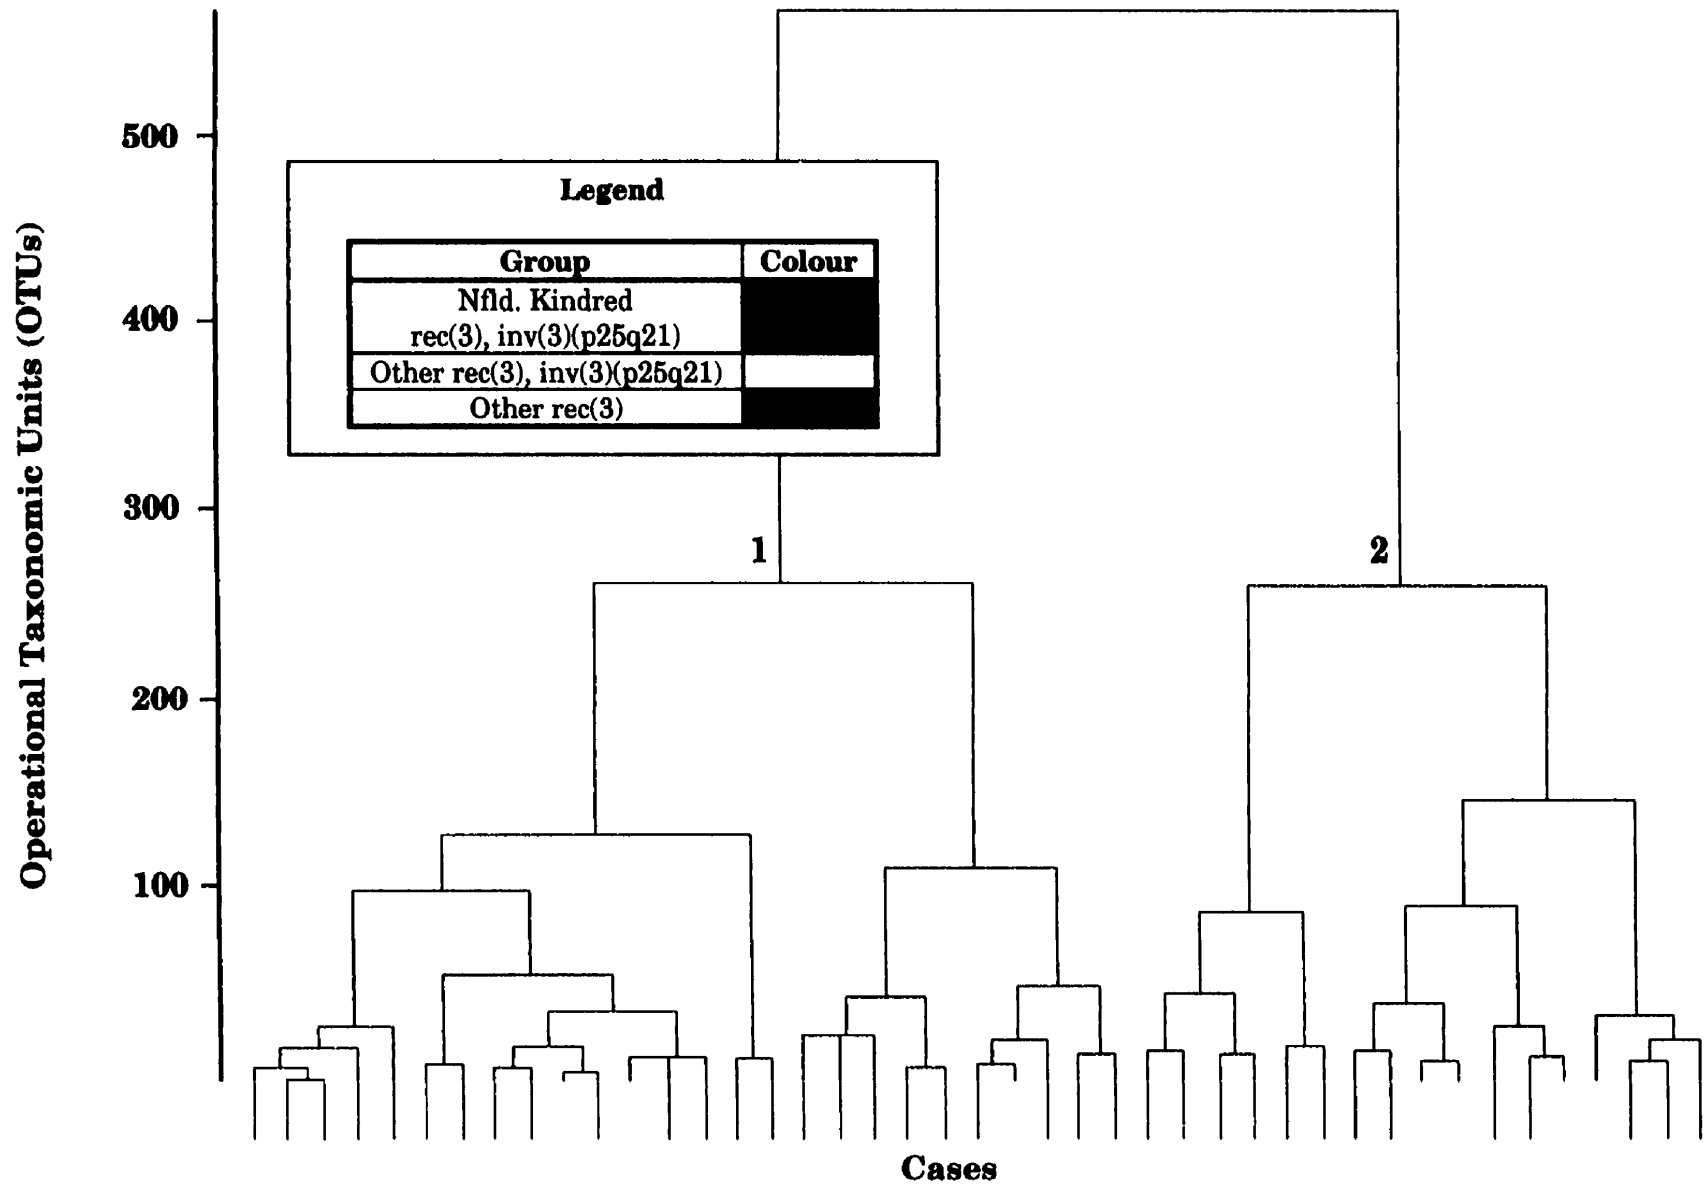 500
400
300
200
100
Operational Taxonomic Units (OTUs)
Legend
Group Colour
Nfld. Kindred
rec(3), inv(3)(p25q21)
Other rec(3), inv(3)(p25q21)
Other rec(3)
1
2
Cases